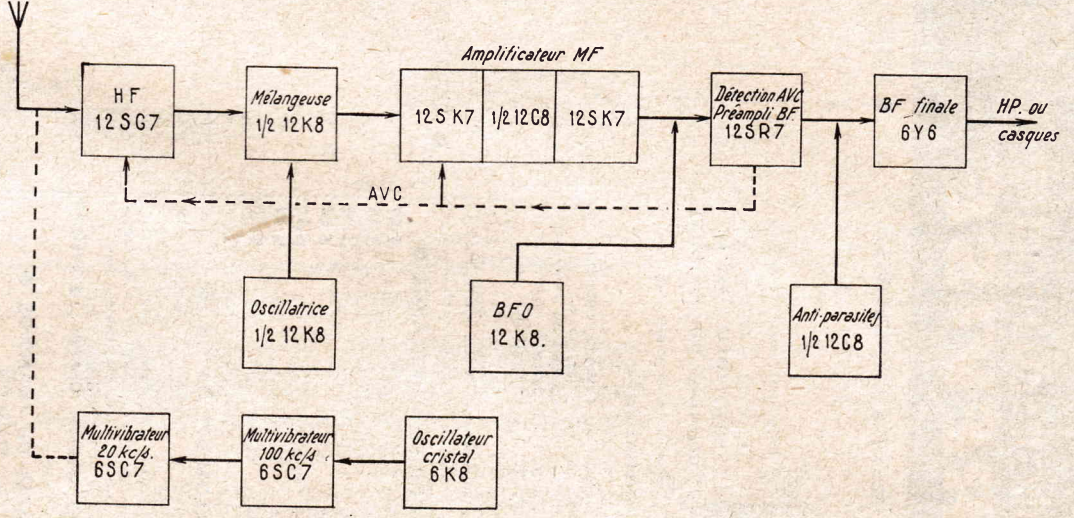 Amplificateur MF
HF
12SG7
Mélangeuse
1/2 12K8
12SK7
1/2 12C8
12SK7
Détection AVC
Préampli BF.
12SR7
BF finale
6Y6
HP. ou
casques
AVC
Oscillatrice
1/2 12K8
BFO
12K8.
Anti-parasites
1/2 12C8
Multivibrateur
20 kc/s.
6SC7
Multivibrateur
100 kc/s
6SC7
Oscillateur
cristal
6K8